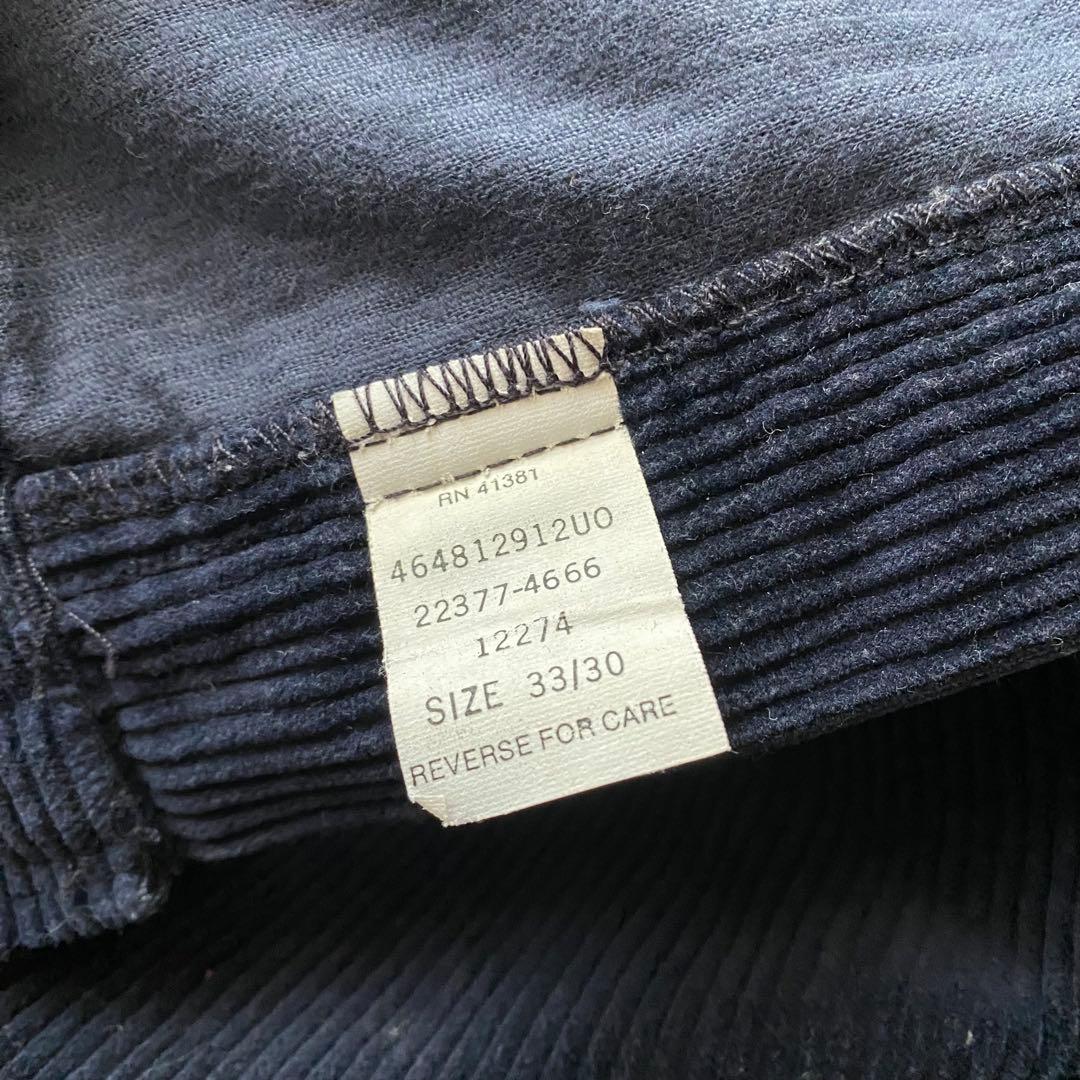 RN 41381
464812912UO
22377-4666
12274
SIZE 33/30
REVERSE FOR CARE